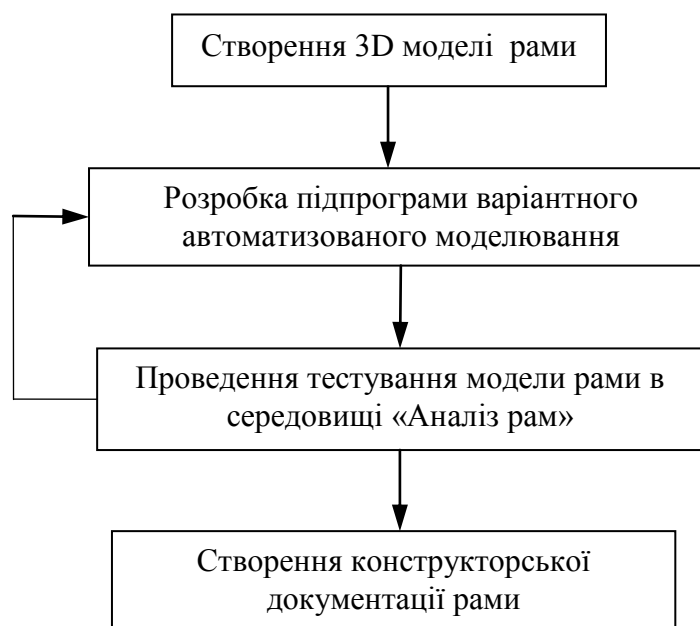 Створення 3D моделі рами
Розробка підпрограми варіантного
автоматизованого моделювання
Проведення тестування модели рами в
середовищі «Аналіз рам»
Створення конструкторської
документації рами